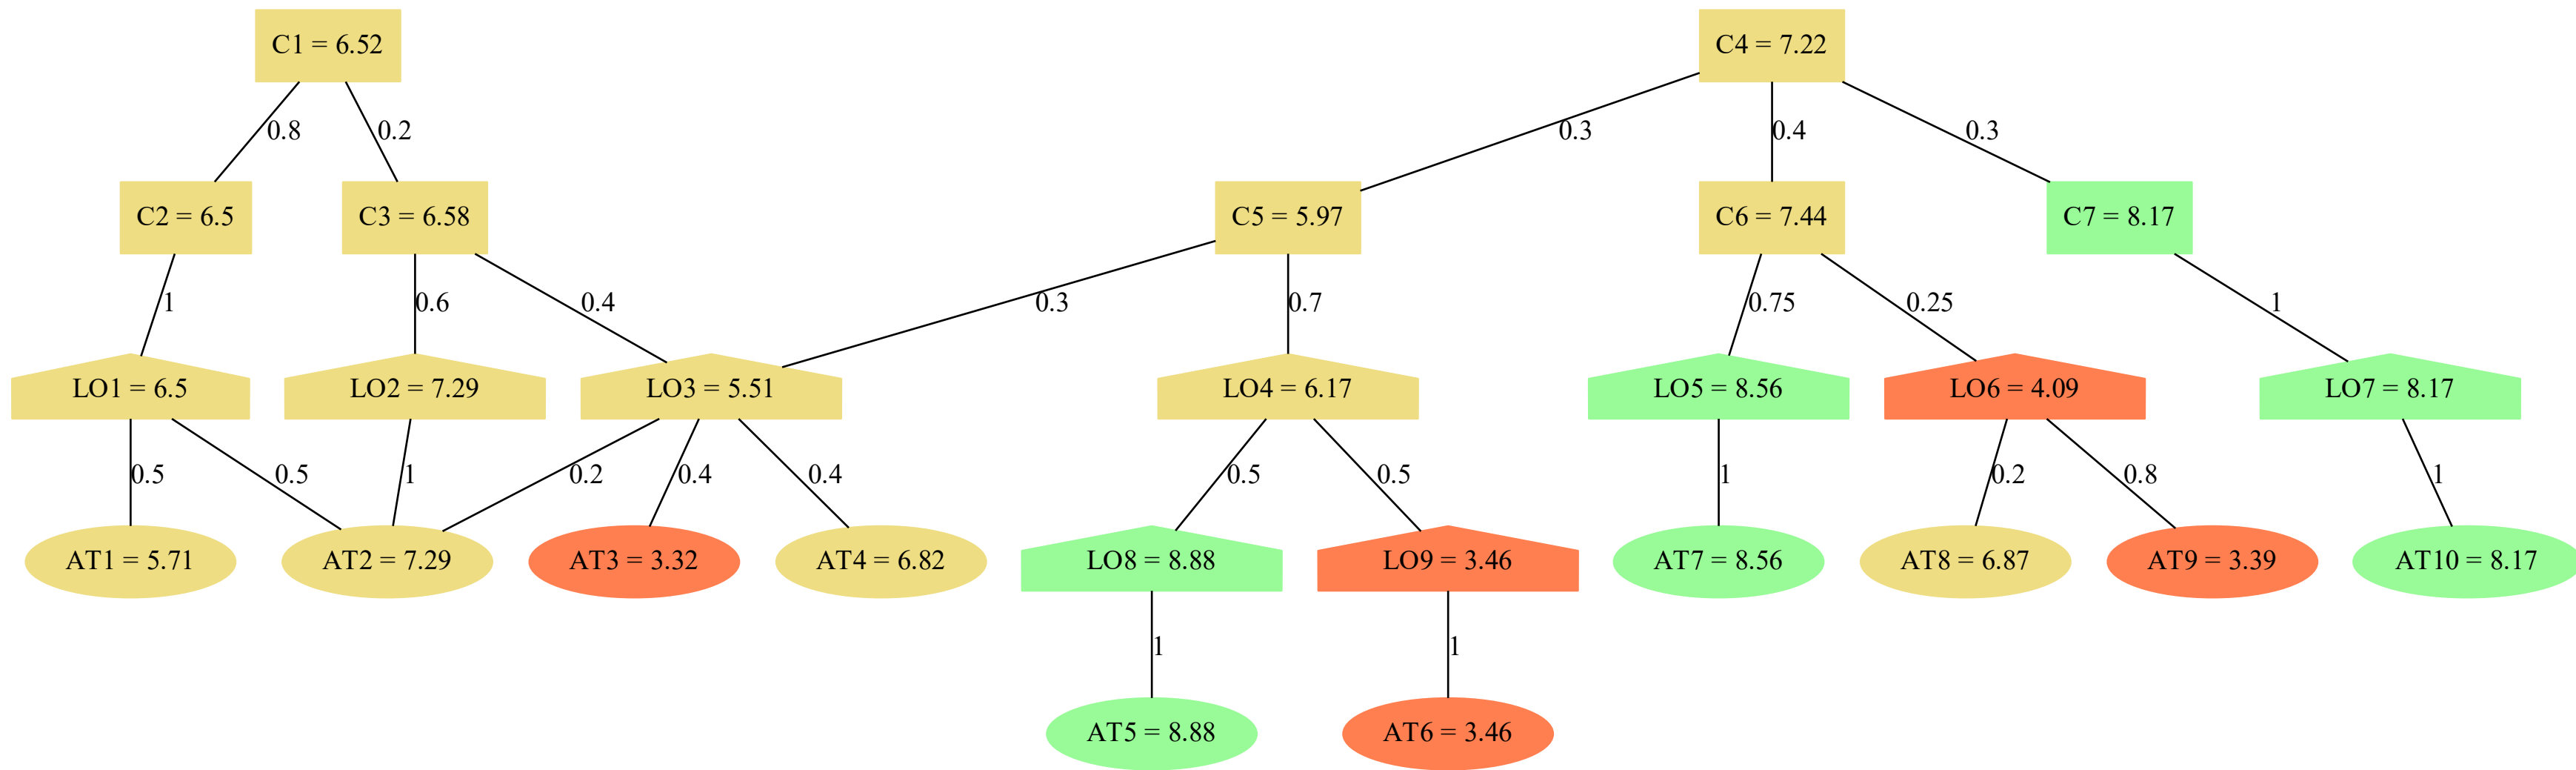 C1 = 6.52
C4 = 7.22
0.8
0.2
0.3
0.4
0.3
C2 = 6.5
C3 = 6.58
C5 = 5.97
C6 = 7.44
C7 = 8.17
1
0.6
0.4
0.3
0.7
0.75
0.25
1
LO1 = 6.5
LO2 = 7.29
LO3 = 5.51
LO4 = 6.17
LO5 = 8.56
LO6 = 4.09
LO7 = 8.17
0.5
0.5
1
0.2
0.4
0.4
0.5
0.5
1
0.2
0.8
1
AT1 = 5.71
AT2 = 7.29
AT3 = 3.32
AT4 = 6.82
LO8 = 8.88
LO9 = 3.46
AT7 = 8.56
AT8 = 6.87
AT9 = 3.39
AT10 = 8.17
1
1
AT5 = 8.88
AT6 = 3.46